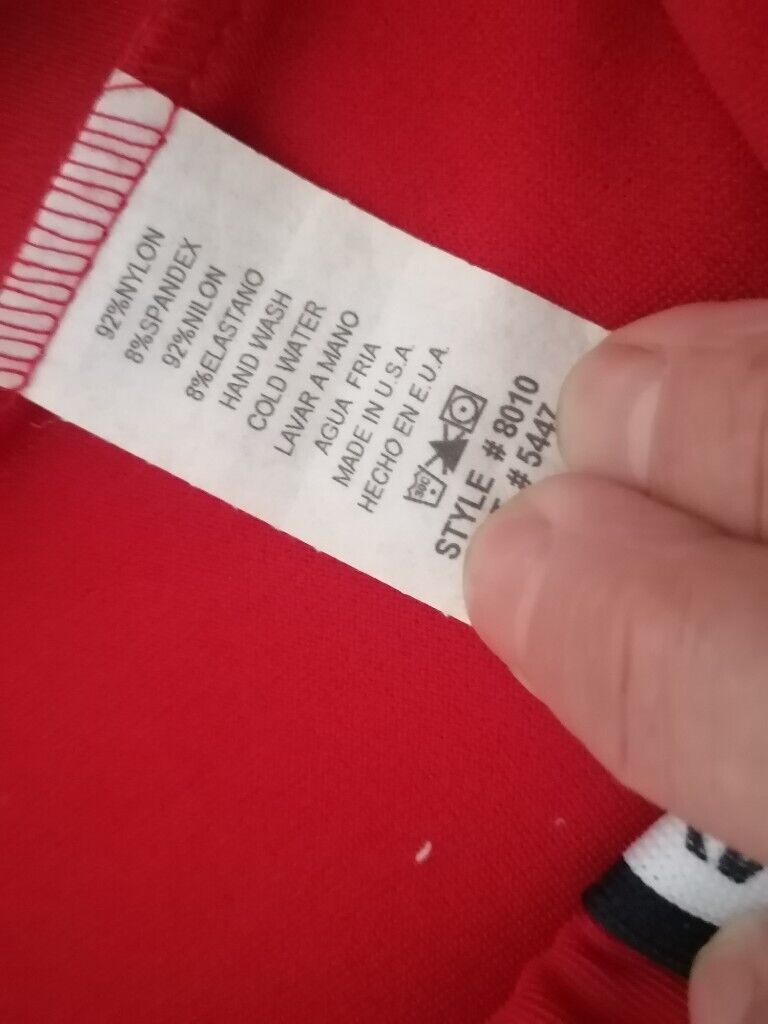 92%NYLON
8%SPANDEX
92%NILON
8%ELASTANO
HAND WASH
COLD WATER
LAVAR A MANO
AGUA FRIA
MADE IN U.S.A.
HECHO EN E.U.A.
30C
STYLE # 8010
# 5447